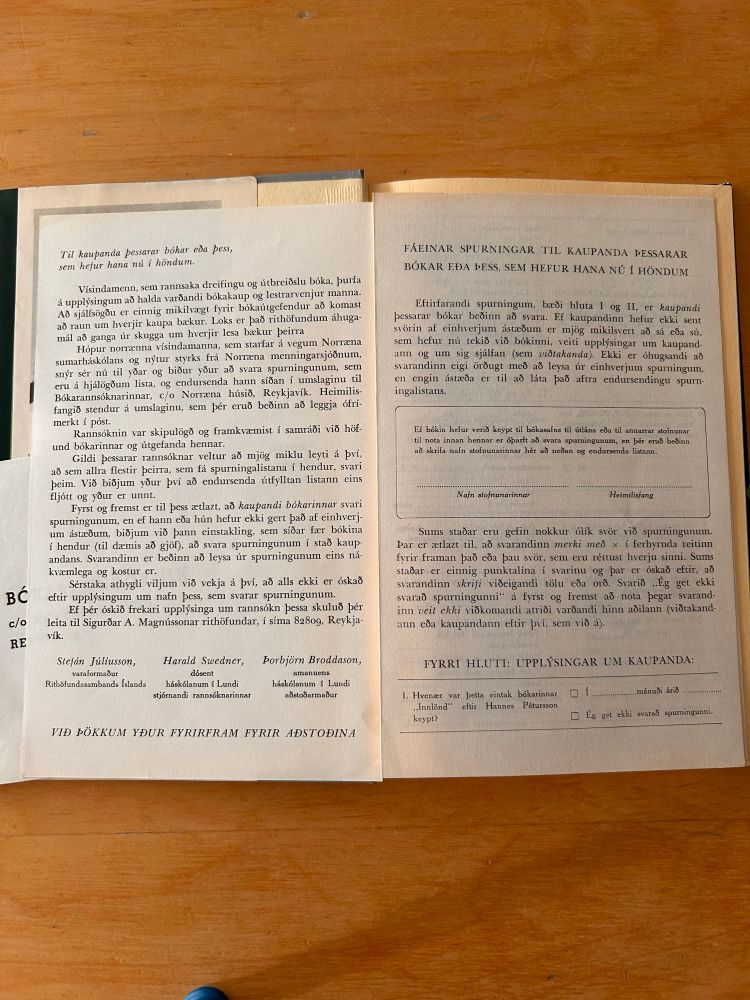 Til kaupanda þessarar bókar eða þess,
sem hefur hana nú í höndum.
Vísindamenn, sem rannsaka dreifingu og útbreiðslu bóka, þurfa
á upplýsingum að halda varðandi bókakaup og lestrarvenjur manna.
Að sjálfsögðu er einnig mikilvægt fyrir bókaútgefendur að komast
að raun um hverjir kaupa bækur. Loks er það rithöfundum áhuga-
mál að ganga úr skugga um hverjir lesa bækur þeirra
Hópur norrænna vísindamanna, sem starfar á vegum Norræna
sumarháskólans og nýtur styrks frá Norræna menningarsjóðnum,
snýr sér nú til yðar og biður yður að svara spurningunum, sem
eru á hjálögðum lista, og endursenda hann síðan í umslaginu til
Bókarannsóknarinnar, c/o Norræna húsið, Reykjavík. Heimilis-
fangið stendur á umslaginu, sem þér eruð beðinn að leggja ófrí-
merkt í póst.
Rannsóknin var skipulögð og framkvæmist í samráði við höf-
und bókarinnar og útgefanda hennar.
Gildi þessarar rannsóknar veltur að mjög miklu leyti á því,
að sem allra flestir þeirra, sem fá spurningalistana í hendur, svari
þeim. Við biðjum yður því að endursenda útfylltan listann eins
fljótt og yður er unnt.
Fyrst og fremst er til þess ætlazt, að kaupandi bókarinnar svari
spurningunum, en ef hann eða hún hefur ekki gert það af einhverj-
um ástæðum, biðjum við þann einstakling, sem síðar fær bókina
í hendur (til dæmis að gjöf), að svara spurningunum í stað kaup-
andans. Svarandinn er beðinn að leysa úr spurningunum eins ná-
kvæmlega og kostur er.
Sérstaka athygli viljum við vekja á því, að alls ekki er óskað
eftir upplýsingum um nafn þess, sem svarar spurningunum.
Ef þér óskið frekari upplýsinga um rannsókn þessa skuluð þér
leita til Sigurðar A. Magnússonar rithöfundar, í síma 82809, Reykja-
vík.
Stefán Júlíusson, Harald Swedner, Þorbjörn Broddason,
varaformaður dósent amanuens
Rithöfundasambands Íslands háskólanum í Lundi háskólanum í Lundi
stjórnandi rannsóknarinnar aðstoðarmaður
VIÐ ÞÖKKUM YÐUR FYRIRFRAM FYRIR AÐSTOÐINA
BÓ
c/o
RE
FÁEINAR SPURNINGAR TIL KAUPANDA ÞESSARAR
BÓKAR EÐA ÞESS, SEM HEFUR HANA NÚ Í HÖNDUM
Eftirfarandi spurningum, bæði hluta I og II, er kaupandi
þessarar bókar beðinn að svara. Ef kaupandinn hefur ekki sent
svörin af einhverjum ástæðum er mjög mikilsvert að sá eða sú,
sem hefur nú tekið við bókinni, veiti upplýsingar um kaupand-
ann og um sig sjálfan (sem viðtakanda). Ekki er óhugsandi að
svarandinn eigi örðugt með að leysa úr einhverjum spurningum,
en engin ástæða er til að láta það aftra endursendingu spurn-
ingalistans.
Ef bókin hefur verið keypt til bókasafns til útlána eða til annarrar stofnunar
til nota innan hennar er óþarft að svara spurningunum, en þér eruð beðinn
að skrifa nafn stofnunarinnar hér að neðan og endursenda listann.
Nafn stofnunarinnar Heimilisfang
Sums staðar eru gefin nokkur ólík svör við spurningunum.
Þar er ætlazt til, að svarandinn merki með × í ferhyrnda reitinn
fyrir framan það eða þau svör, sem eru réttust hverju sinni. Sums
staðar er einnig punktalína í svarinu og þar er óskað eftir, að
svarandinn skrifi viðeigandi tölu eða orð. Svarið „Ég get ekki
svarað spurningunni“ á fyrst og fremst að nota þegar svarand-
inn veit ekki viðkomandi atriði varðandi hinn aðilann (viðtakand-
ann eða kaupandann eftir því, sem við á).
FYRRI HLUTI: UPPLÝSINGAR UM KAUPANDA:
1. Hvenær var þetta eintak bókarinnar ☐ Í ............... mánuði árið ...............
„Innlönd“ eftir Hannes Pétursson
keypt? ☐ Ég get ekki svarað spurningunni.